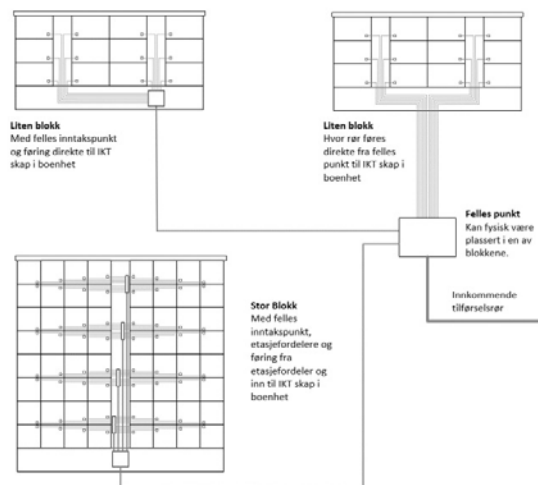 Liten blokk
Med felles inntakspunkt
og føring direkte til IKT
skap i boenhet
Liten blokk
Hvor rør føres
direkte fra felles
punkt til IKT skap i
boenhet
Felles punkt
Kan fysisk være
plassert i en av
blokkene.
Innkommende
tilførselsrør
Stor Blokk
Med felles
inntakspunkt,
etasjefordelere og
føring fra
etasjefordeler og
inn til IKT skap i
boenhet